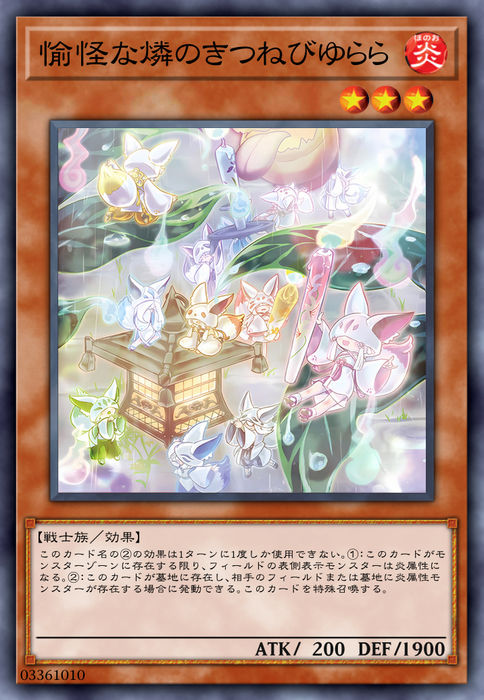 愉怪な燐のきつねびゆらら
ほのお
炎
【戦士族／効果】
このカード名の②の効果は1ターンに1度しか使用できない。①：このカードがモ
ンスターゾーンに存在する限り、フィールドの表側表示モンスターは炎属性に
なる。②：このカードが墓地に存在し、相手のフィールドまたは墓地に炎属性モ
ンスターが存在する場合に発動できる。このカードを特殊召喚する。
ATK/ 200 DEF/1900
03361010